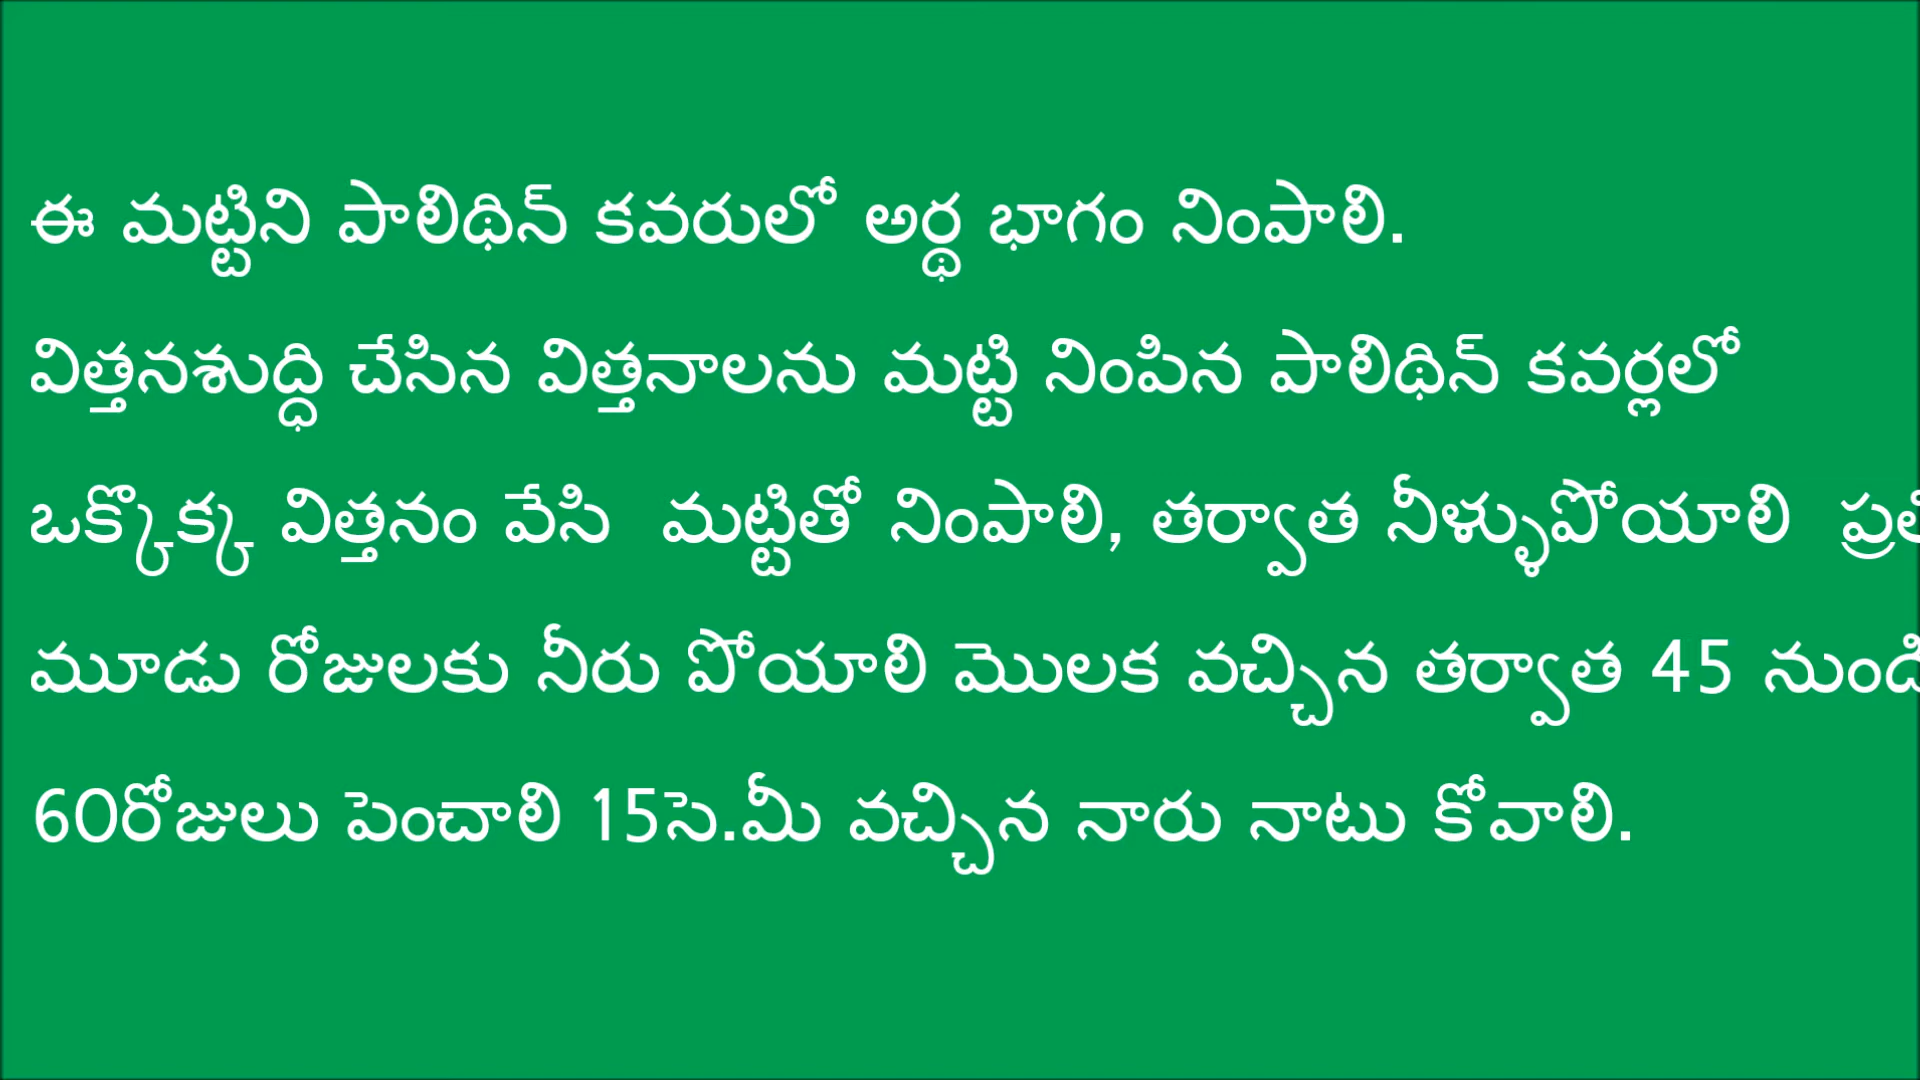 ఈ మట్టిని పాలిథిన్ కవరులో అర్థ భాగం నింపాలి.
విత్తనశుద్ధి చేసిన విత్తనాలను మట్టి నింపిన పాలిథిన్ కవర్లలో
ఒక్కొక్క విత్తనం వేసి మట్టితో నింపాలి, తర్వాత నీళ్ళుపోయాలి ప్రతి
మూడు రోజులకు నీరు పోయాలి మొలక వచ్చిన తర్వాత 45 నుండి
60రోజులు పెంచాలి 15సె.మీ వచ్చిన నారు నాటు కోవాలి.